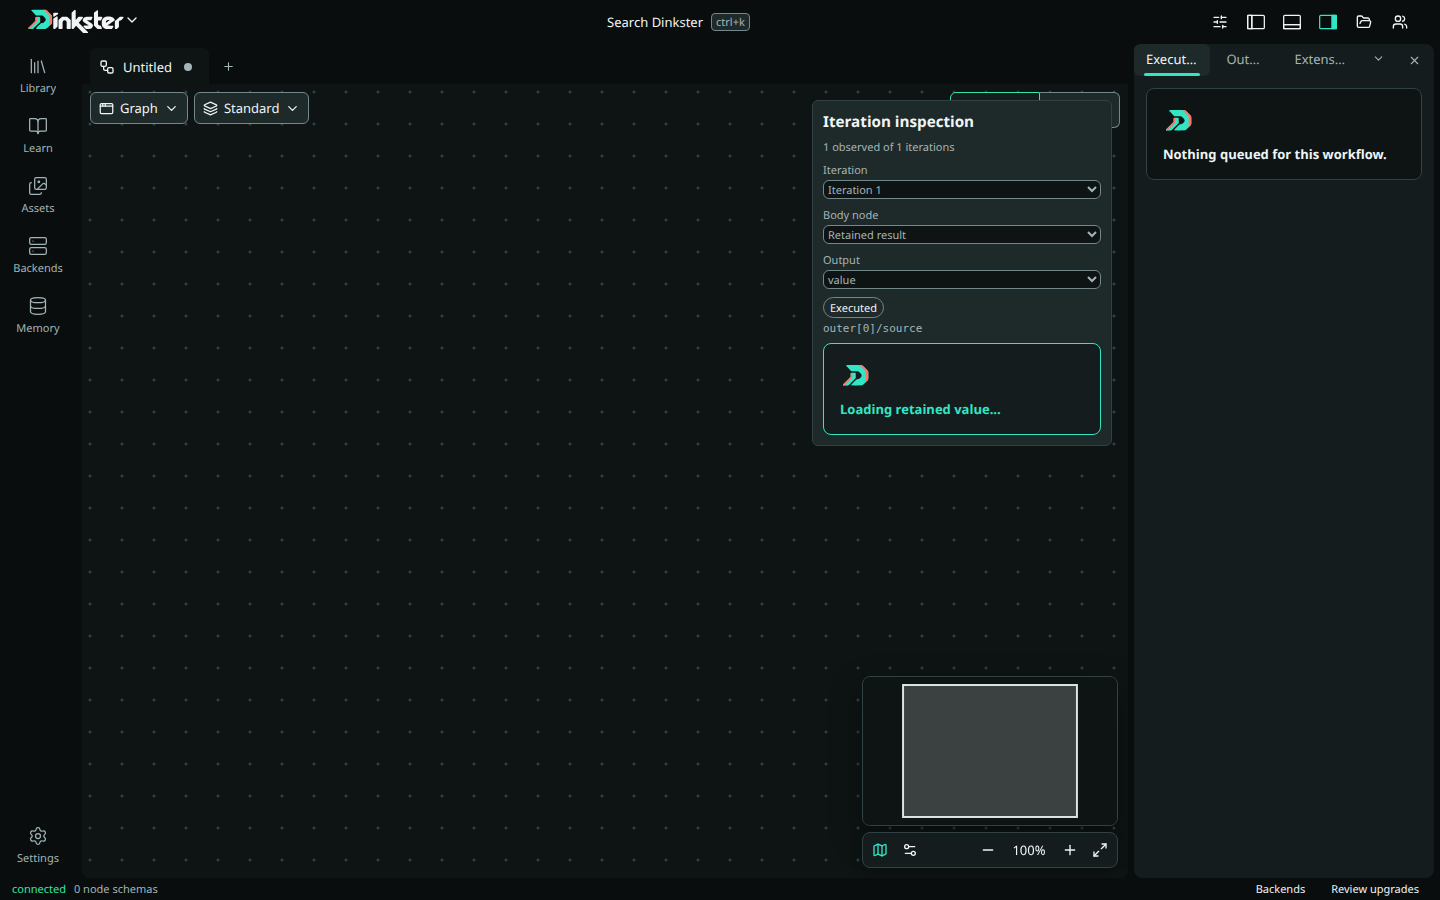 Dinkster
Search Dinkster ctrl+k
Library
Learn
Assets
Backends
Memory
Settings
Untitled
Graph
Standard
Iteration inspection
1 observed of 1 iterations
Iteration
Iteration 1
Body node
Retained result
Output
value
Executed
outer[0]/source
Loading retained value...
100%
Execut...
Out...
Extens...
Nothing queued for this workflow.
connected 0 node schemas
Backends
Review upgrades